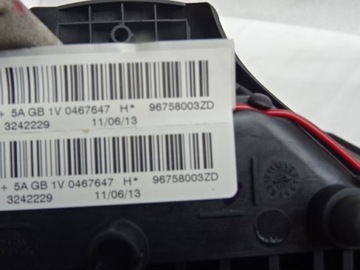 + 5A GB 1V 0467647 H* 96758003ZD
3242229 11/06/13
+ 5A GB 1V 0467647 H* 96758003ZD
3242229 11/06/13